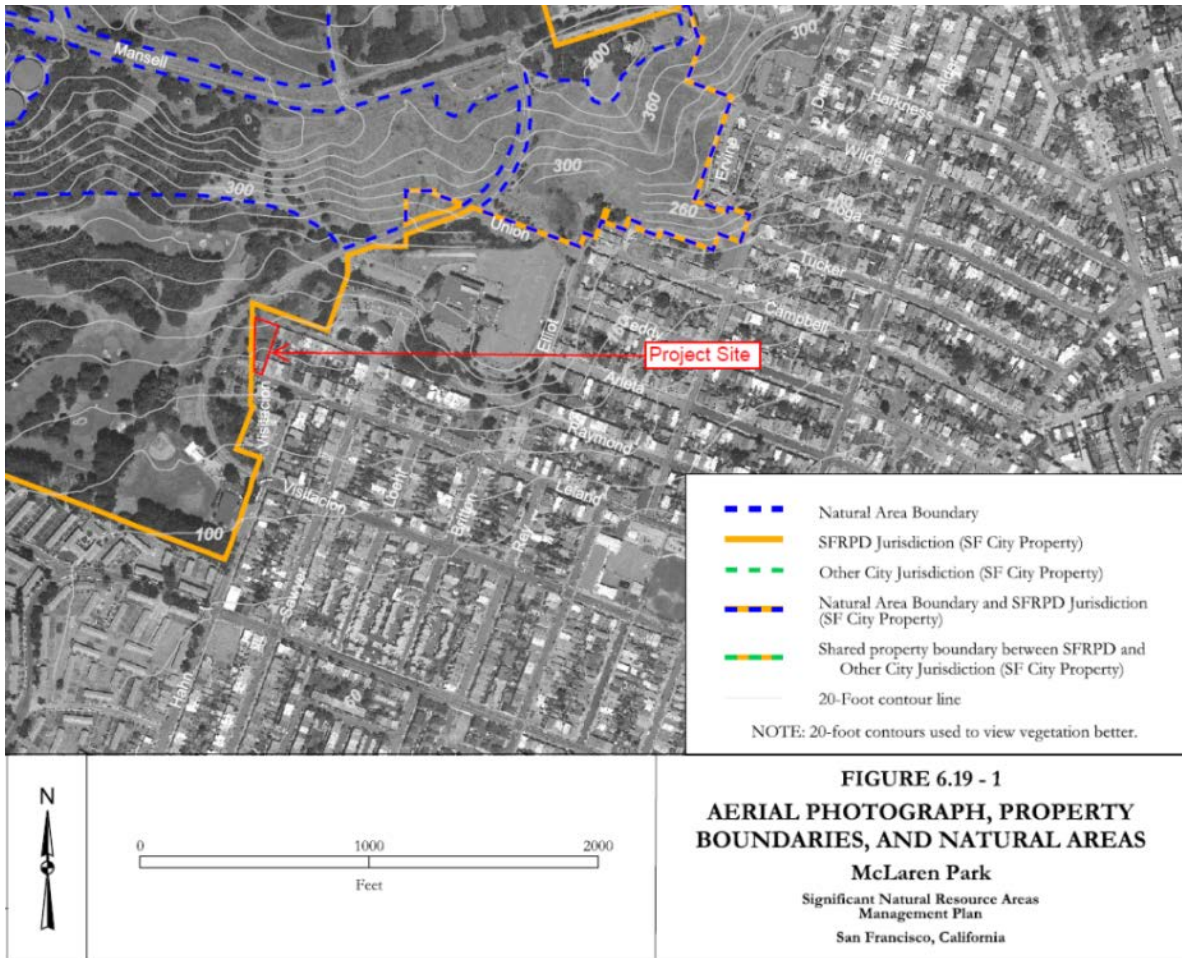 Mansell
400
300
Mill
Alder
Delta
Harkness
360
Ervine
Wilde
300
300
260
Tioga
Union
Tucker
Campbell
Elliot
Teddy
Project Site
Arleta
Visitacion
Raymond
Leland
Visitacion
Loehr
Britton
Rey
100
Sawyer
Hahn
Natural Area Boundary
SFRPD Jurisdiction (SF City Property)
Other City Jurisdiction (SF City Property)
Natural Area Boundary and SFRPD Jurisdiction
(SF City Property)
Shared property boundary between SFRPD and
Other City Jurisdiction (SF City Property)
20-Foot contour line
NOTE: 20-foot contours used to view vegetation better.
N
0
1000
2000
Feet
FIGURE 6.19 - 1
AERIAL PHOTOGRAPH, PROPERTY
BOUNDARIES, AND NATURAL AREAS
McLaren Park
Significant Natural Resource Areas
Management Plan
San Francisco, California